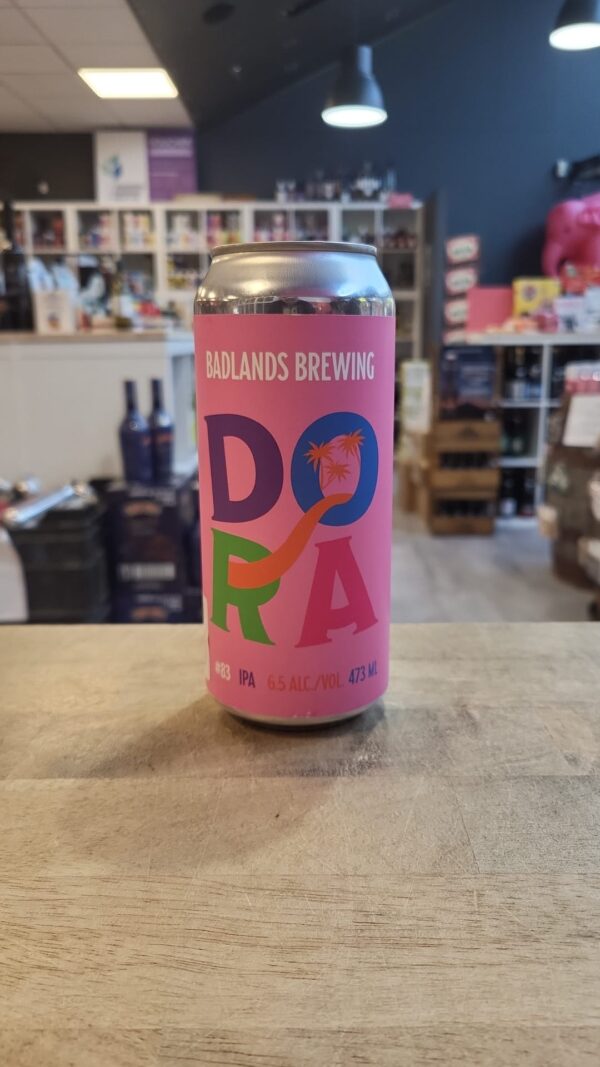 BADLANDS BREWING
DO
RA
#83 IPA 6.5 ALC./VOL. 473 ML